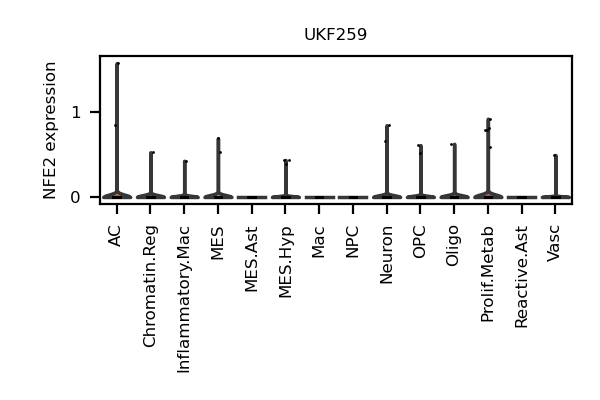 UKF259
NFE2 expression
1
0
AC
Chromatin.Reg
Inflammatory.Mac
MES
MES.Ast
MES.Hyp
Mac
NPC
Neuron
OPC
Oligo
Prolif.Metab
Reactive.Ast
Vasc